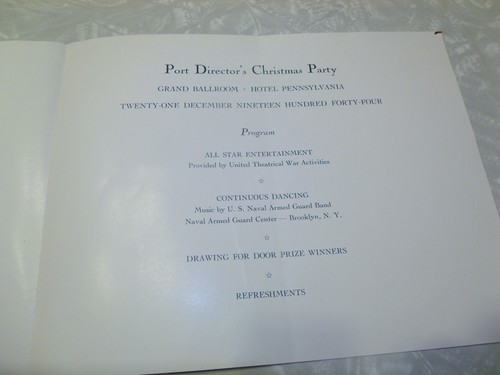 Port Director's Christmas Party
GRAND BALLROOM · HOTEL PENNSYLVANIA
TWENTY-ONE DECEMBER NINETEEN HUNDRED FORTY-FOUR
Program
ALL STAR ENTERTAINMENT
Provided by United Theatrical War Activities
☆
CONTINUOUS DANCING
Music by U. S. Naval Armed Guard Band
Naval Armed Guard Center — Brooklyn, N. Y.
☆
DRAWING FOR DOOR PRIZE WINNERS
☆
REFRESHMENTS